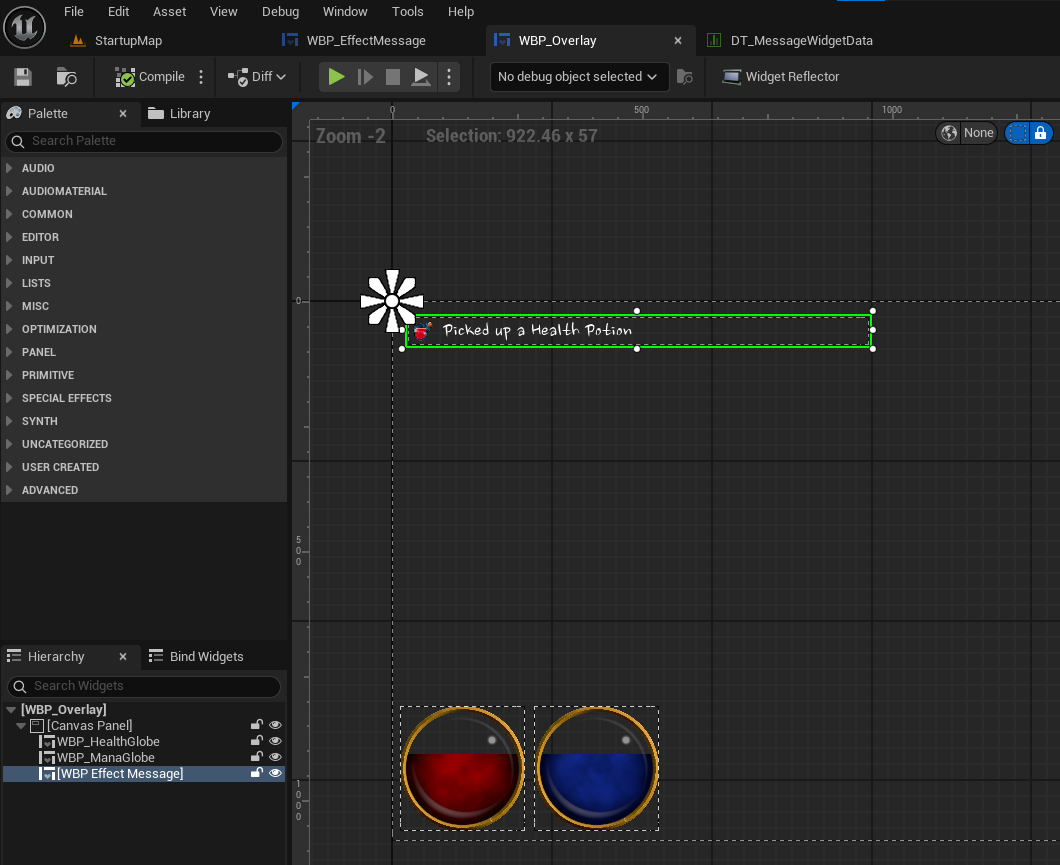 File Edit Asset View Debug Window Tools Help
StartupMap WBP_EffectMessage WBP_Overlay DT_MessageWidgetData
Compile Diff No debug object selected Widget Reflector
Palette Library
Search Palette
AUDIO
AUDIOMATERIAL
COMMON
EDITOR
INPUT
LISTS
MISC
OPTIMIZATION
PANEL
PRIMITIVE
SPECIAL EFFECTS
SYNTH
UNCATEGORIZED
USER CREATED
ADVANCED
0 500 1000
Zoom -2 Selection: 922.46 x 57 None
0
Picked up a Health Potion
500
1000
Hierarchy Bind Widgets
Search Widgets
[WBP_Overlay]
[Canvas Panel]
WBP_HealthGlobe
WBP_ManaGlobe
[WBP Effect Message]